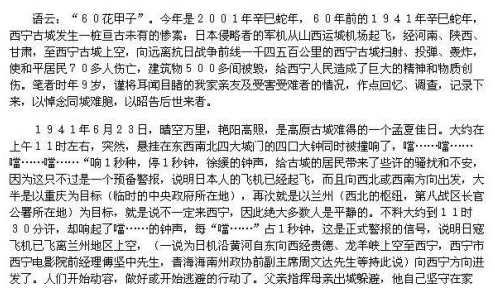 语云:“６０花甲子”。今年是２００１年辛巳蛇年,６０年前的１９４１年辛巳蛇年,
西宁古城发生一桩亘古未有的惨案:日本侵略者的军机从山西运城机场起飞,经河南、陕西、
甘肃,至西宁古城上空,向远离抗日战争前线一千四五百公里的西宁古城扫射、投弹、轰炸,
使和平居民７０多人伤亡,建筑物５００多间被毁,给西宁人民造成了巨大的精神和物质创
伤。笔者时年９岁,谨将耳闻目睹的我家亲友及受害受难者的情况,作点回忆、调查,记录下
来,以悼念同城难胞,以昭告后世来者。
１９４１年６月２３日,晴空万里,艳阳高照,是高原古城难得的一个孟夏佳日。大约在
上午１１时左右,突然,悬挂在东西南北四大城门的四口大钟同时被撞响了,噹……噹……
噹……噹……“响１秒种,停１秒钟,徐缓的钟声,给古城的居民带来了些许的骚扰和不安,
因为这只不过是一个预备警报,说明日本人的飞机已经起飞,而且向西北或西南方向出发,大
半是以重庆为目标(临时的中央政府所在地),再次就是以兰州(西北的枢纽,第八战区长官
公署所在地)为目标,就是说不一定来西宁,因此绝大多数人是平静的。不料大约到１１时
３０分许,却响起了噹……的钟声,每“噹……”占１秒钟,这是正式警报的信号,说明日寇
飞机已飞离兰州地区上空,(一说为日机沿黄河自东向西经贵德、龙羊峡上空至西宁,西宁市
西宁电影院前经理傅坚中先生,青海海南州政协前副主席周文达先生等持此说)向西宁方向进
发了。人们开始动容,做好或开始逃避的行动了。父亲指挥母亲出城躲避,他自己坚守在家